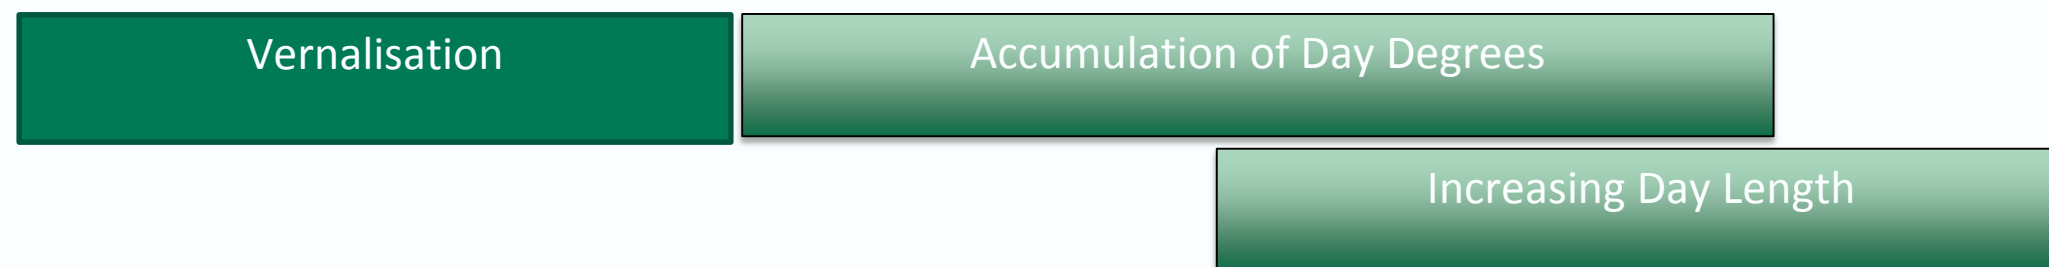 Vernalisation
Accumulation of Day Degrees
Increasing Day Length